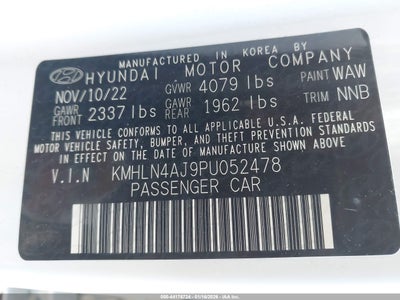 MANUFACTURED IN KOREA BY
HYUNDAI MOTOR COMPANY
NOV/10/22 GVWR 4079 lbs PAINT WAW
GAWR FRONT 2337 lbs GAWR REAR 1962 lbs TRIM NNB
THIS VEHICLE CONFORMS TO ALL APPLICABLE U.S.A. FEDERAL
MOTOR VEHICLE SAFETY, BUMPER, AND THEFT PREVENTION
STANDARDS IN EFFECT ON THE DATE OF MANUFACTURE
SHOWN ABOVE.
V.I.N KMHLN4AJ9PU052478
PASSENGER CAR